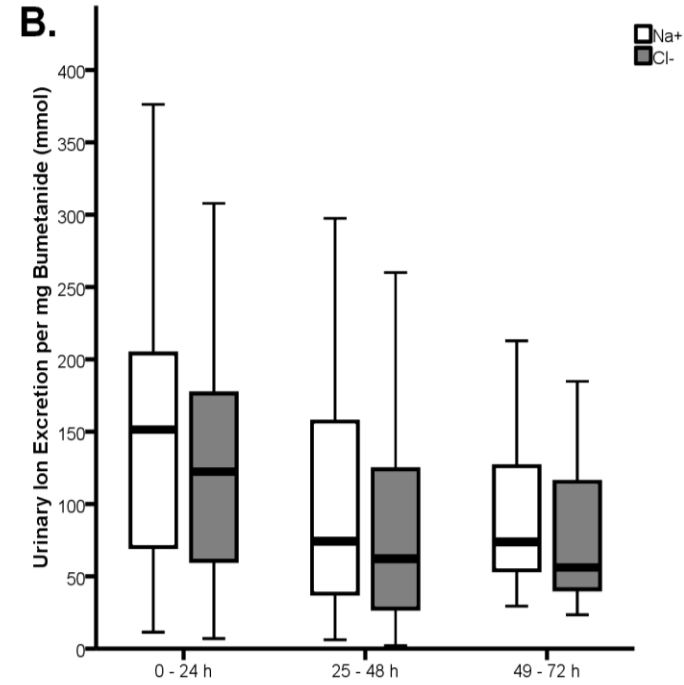 B.
Na+
Cl-
Urinary Ion Excretion per mg Bumetanide (mmol)
400
350
300
250
200
150
100
50
0
0 - 24 h
25 - 48 h
49 - 72 h